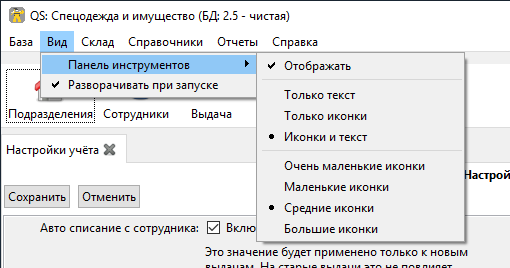 QS: Спецодежда и имущество (БД: 2.5 - чистая)
База Вид Склад Справочники Отчеты Справка
Панель инструментов
Разворачивать при запуске
Отображать
Только текст
Только иконки
Иконки и текст
Очень маленькие иконки
Маленькие иконки
Средние иконки
Большие иконки
Подразделения Сотрудники Выдача
Настройки учёта
Настрой
Сохранить Отменить
Авто списание с сотрудника: Вклю
Это значение будет применено только к новым
выдачам. На старые выдачи это не повлияет.